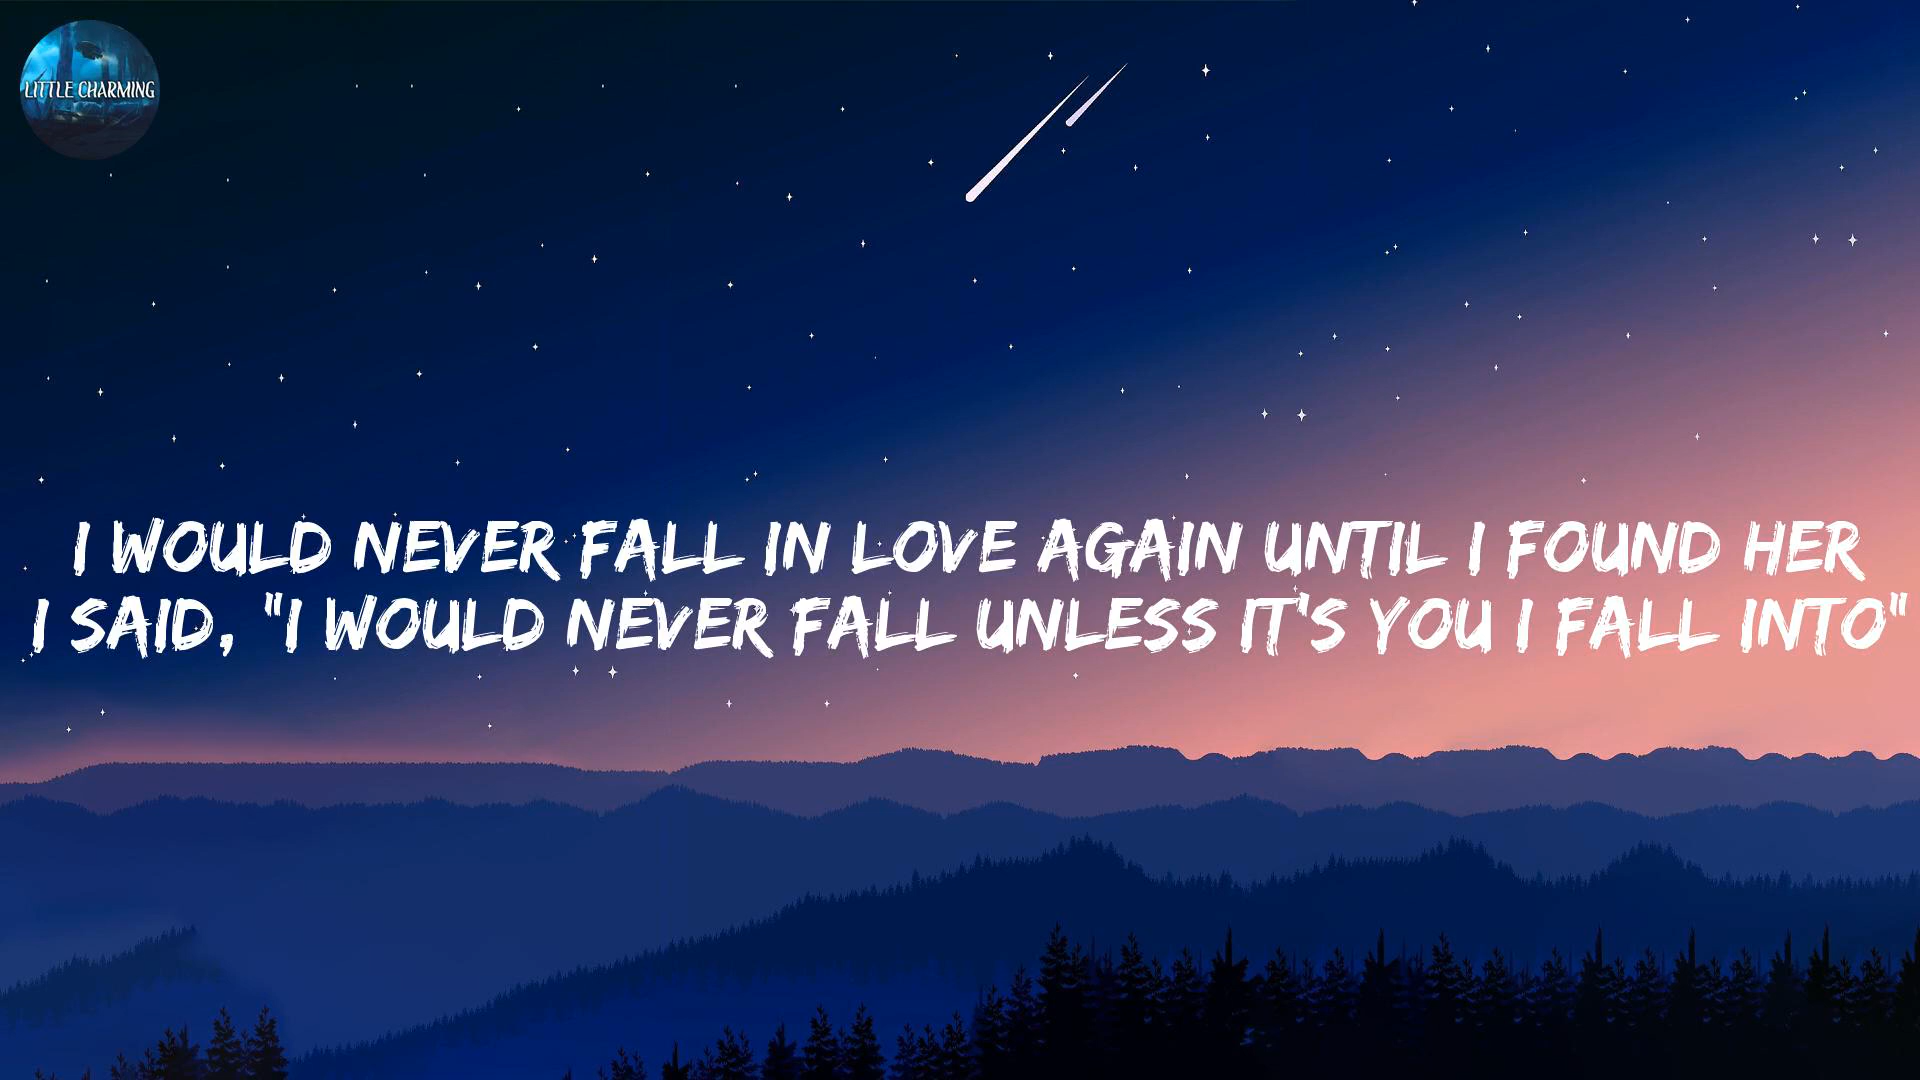 LITTLE CHARMING
I WOULD NEVER FALL IN LOVE AGAIN UNTIL I FOUND HER
I SAID, "I WOULD NEVER FALL UNLESS IT'S YOU I FALL INTO"